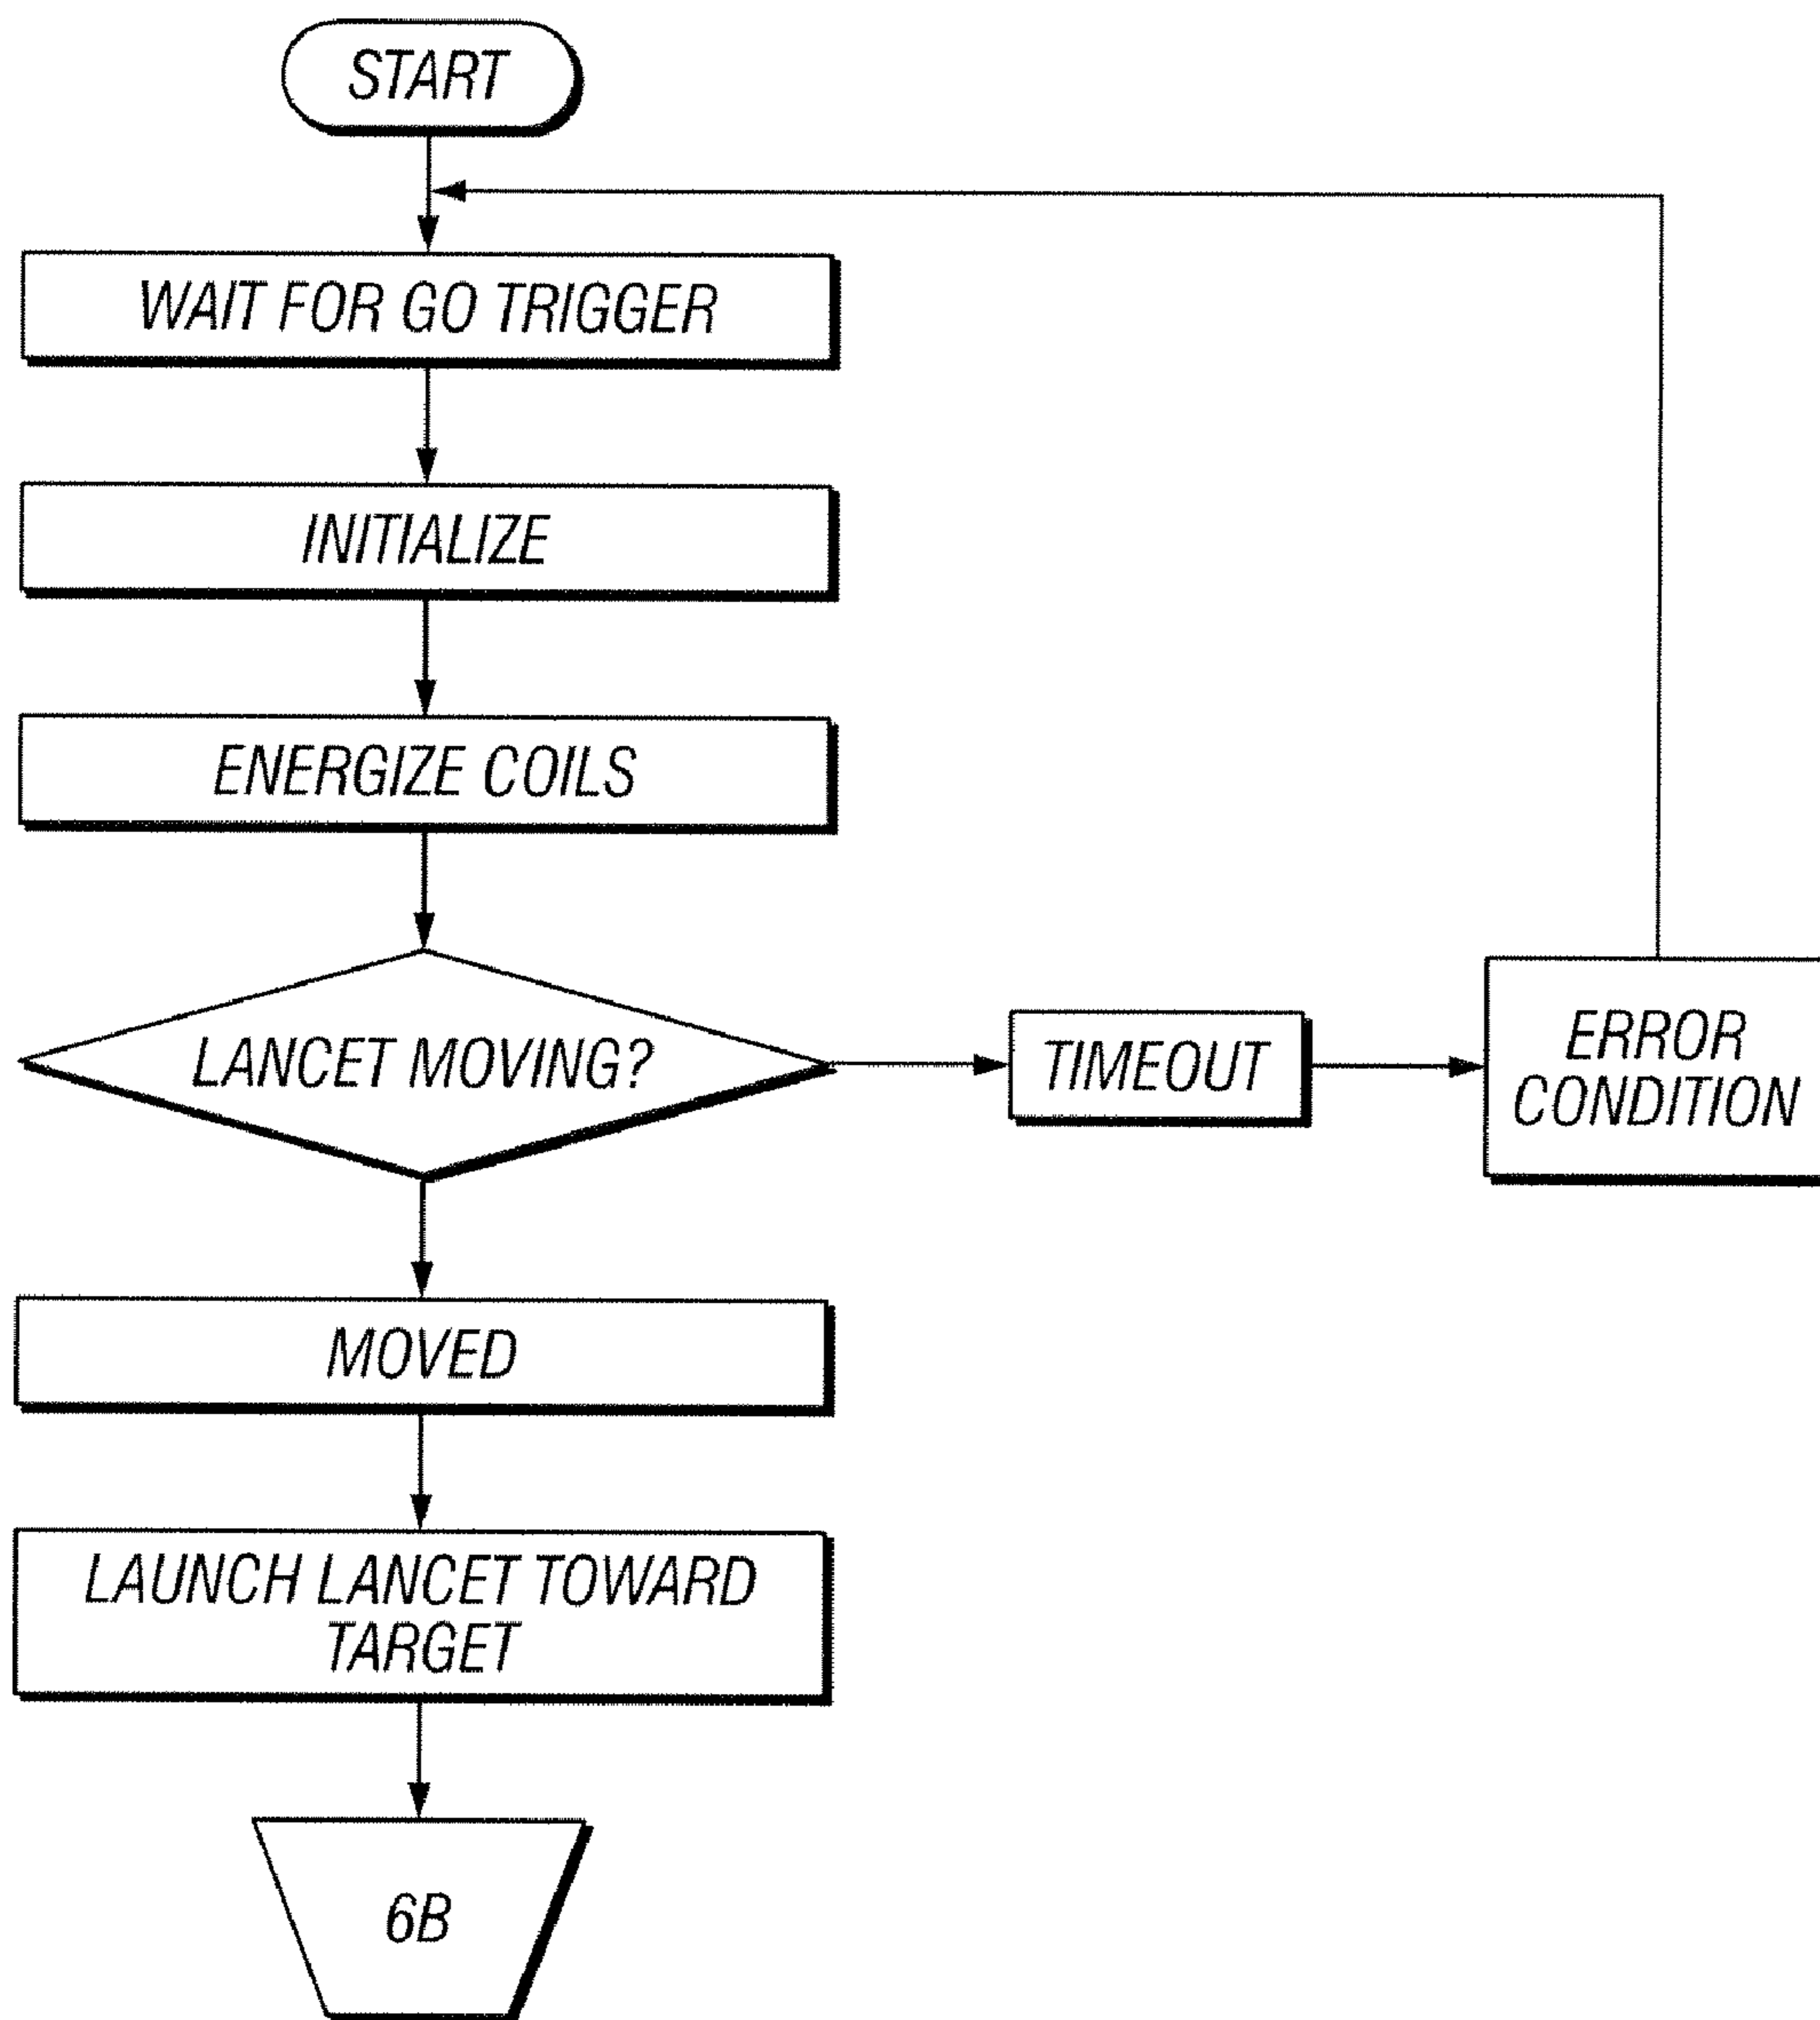 START
WAIT FOR GO TRIGGER
INITIALIZE
ENERGIZE COILS
LANCET MOVING?
TIMEOUT
ERROR
CONDITION
MOVED
LAUNCH LANCET TOWARD
TARGET
6B